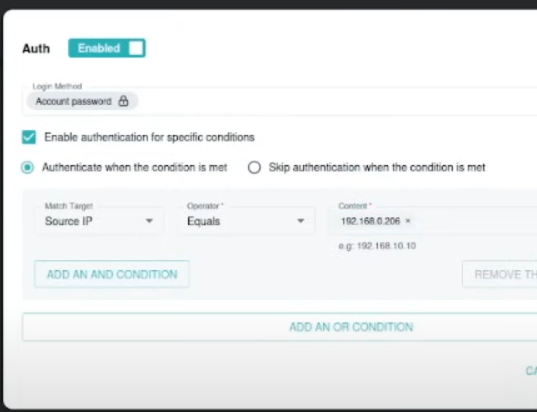 Auth Enabled
Login Method
Account password
Enable authentication for specific conditions
Authenticate when the condition is met Skip authentication when the condition is met
Match Target Operator * Content *
Source IP Equals 192.168.0.206 ×
e.g: 192.168.10.10
ADD AN AND CONDITION REMOVE TH
ADD AN OR CONDITION
CA